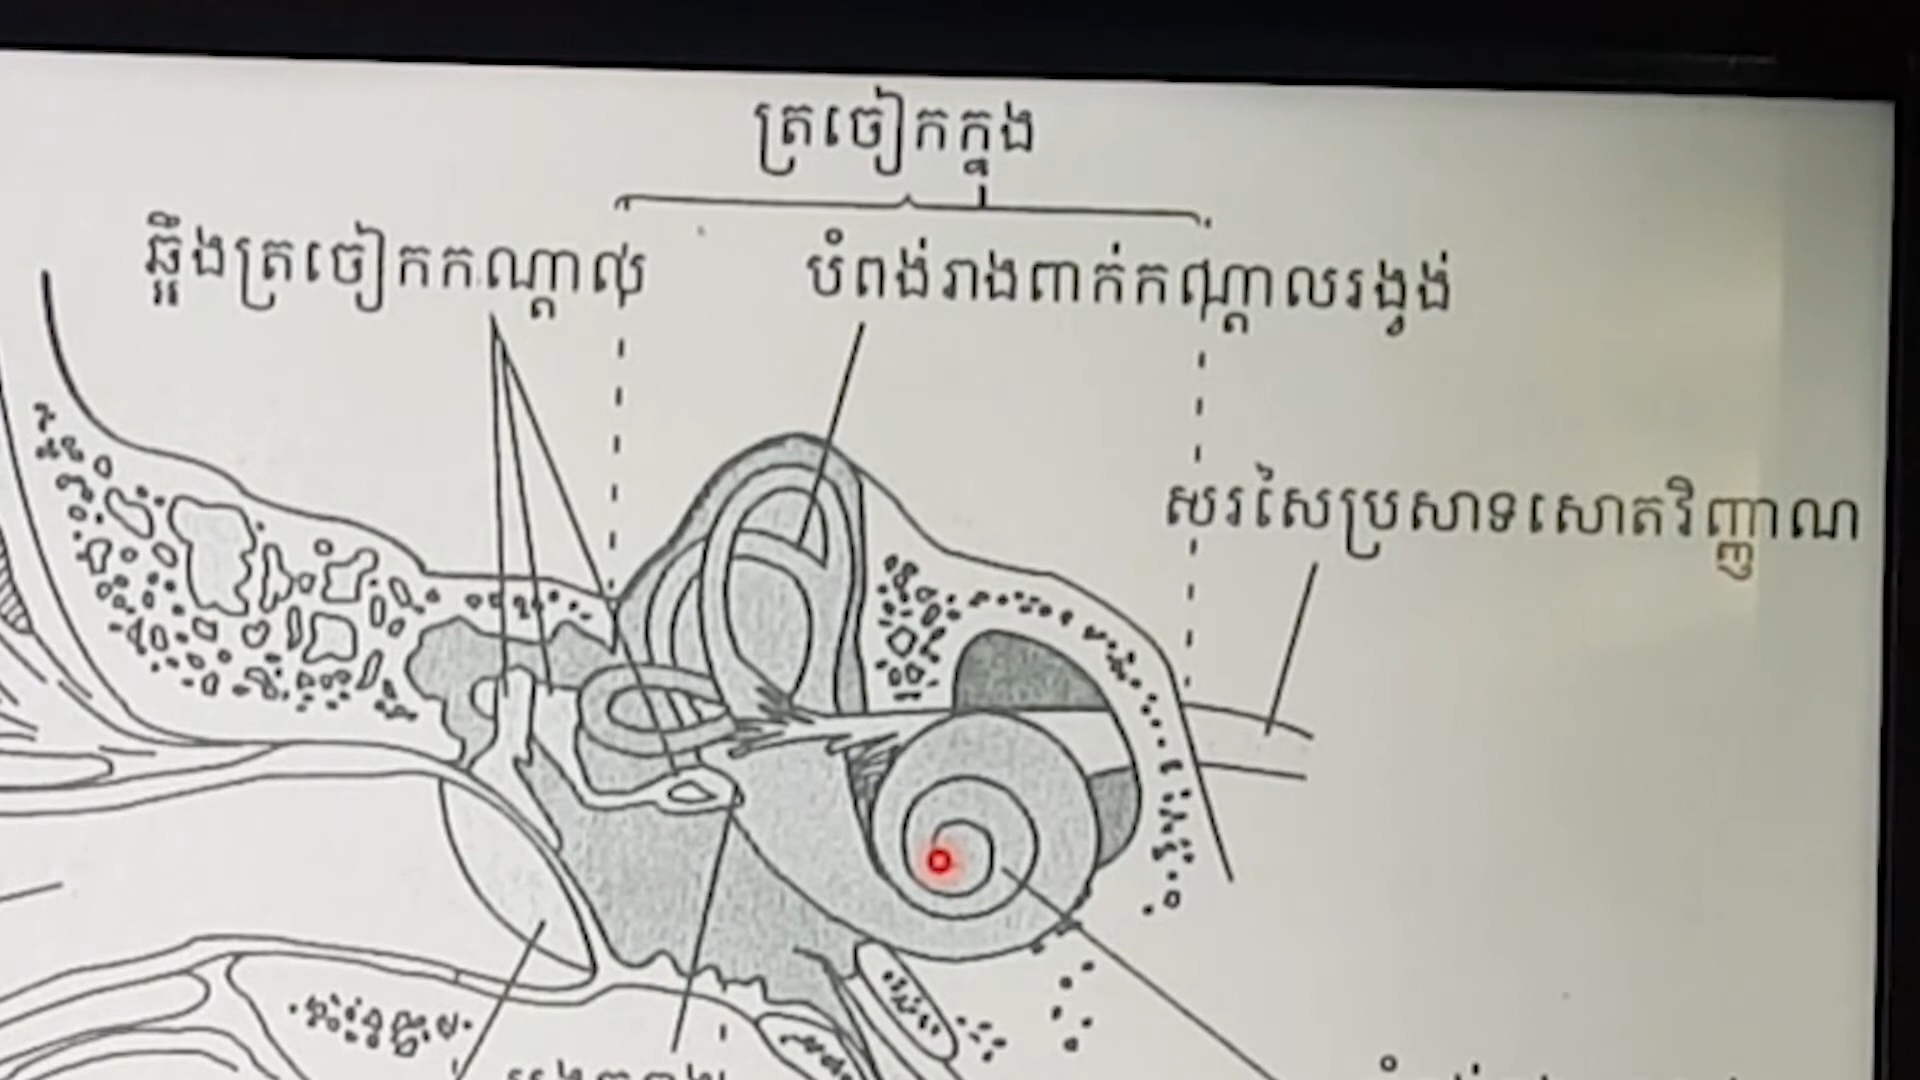 ត្រចៀកក្នុង
ឆ្អឹងត្រចៀកកណ្ដាល
បំពង់រាងពាក់កណ្ដាលរង្វង់
សរសៃប្រសាទសោតវិញ្ញាណ